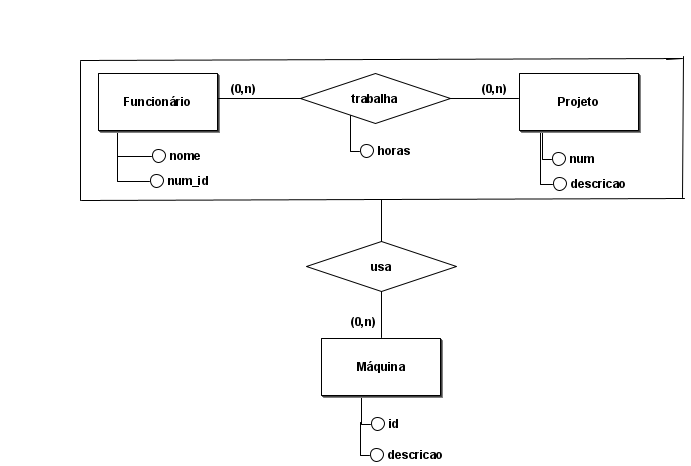 (0,n)
(0,n)
Funcionário
trabalha
Projeto
nome
horas
num
num_id
descricao
usa
(0,n)
Máquina
id
descricao